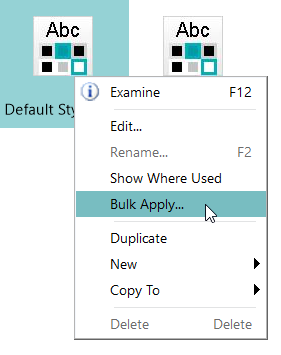 Abc Abc
Default Sty
Examine F12
Edit...
Rename... F2
Show Where Used
Bulk Apply...
Duplicate
New
Copy To
Delete Delete